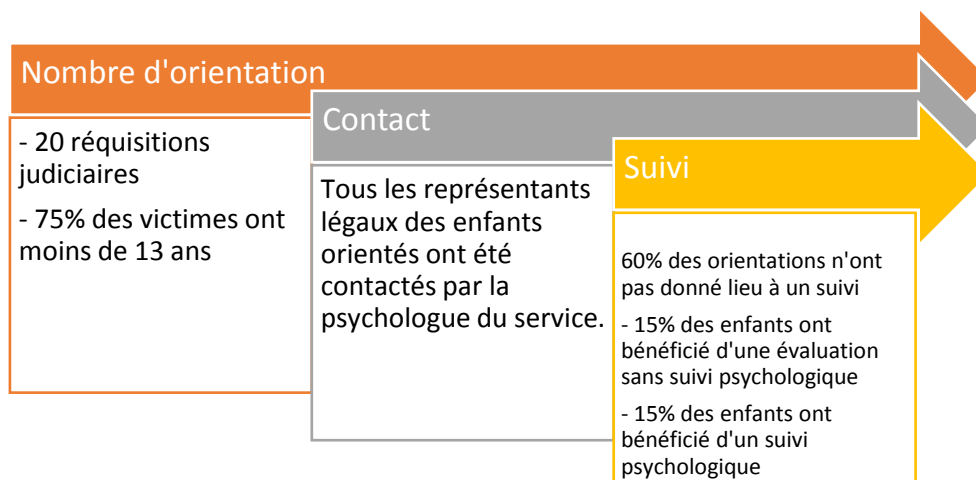 Nombre d'orientation
- 20 réquisitions
judiciaires
- 75% des victimes ont
moins de 13 ans
Contact
Tous les représentants
légaux des enfants
orientés ont été
contactés par la
psychologue du service.
Suivi
60% des orientations n'ont
pas donné lieu à un suivi
- 15% des enfants ont
bénéficié d'une évaluation
sans suivi psychologique
- 15% des enfants ont
bénéficié d'un suivi
psychologique